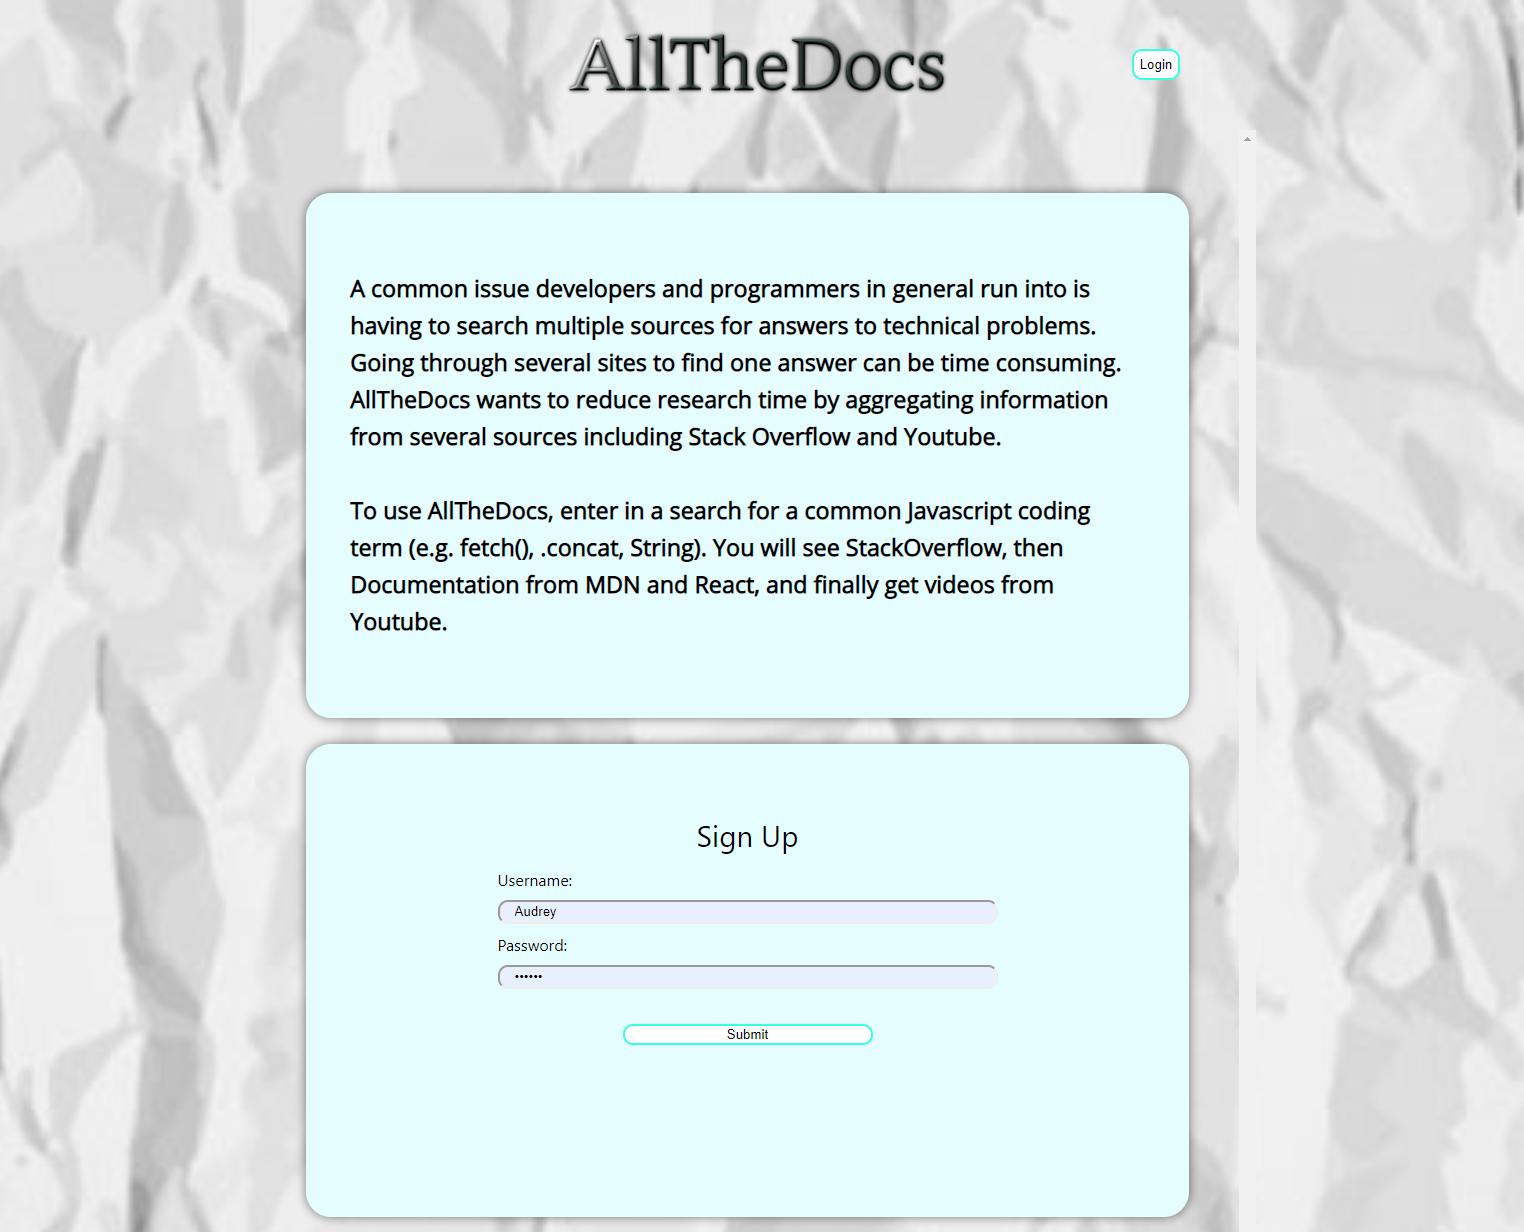 AllTheDocs
Login
A common issue developers and programmers in general run into is
having to search multiple sources for answers to technical problems.
Going through several sites to find one answer can be time consuming.
AllTheDocs wants to reduce research time by aggregating information
from several sources including Stack Overflow and Youtube.
To use AllTheDocs, enter in a search for a common Javascript coding
term (e.g. fetch(), .concat, String). You will see StackOverflow, then
Documentation from MDN and React, and finally get videos from
Youtube.
Sign Up
Username:
Audrey
Password:
••••••
Submit